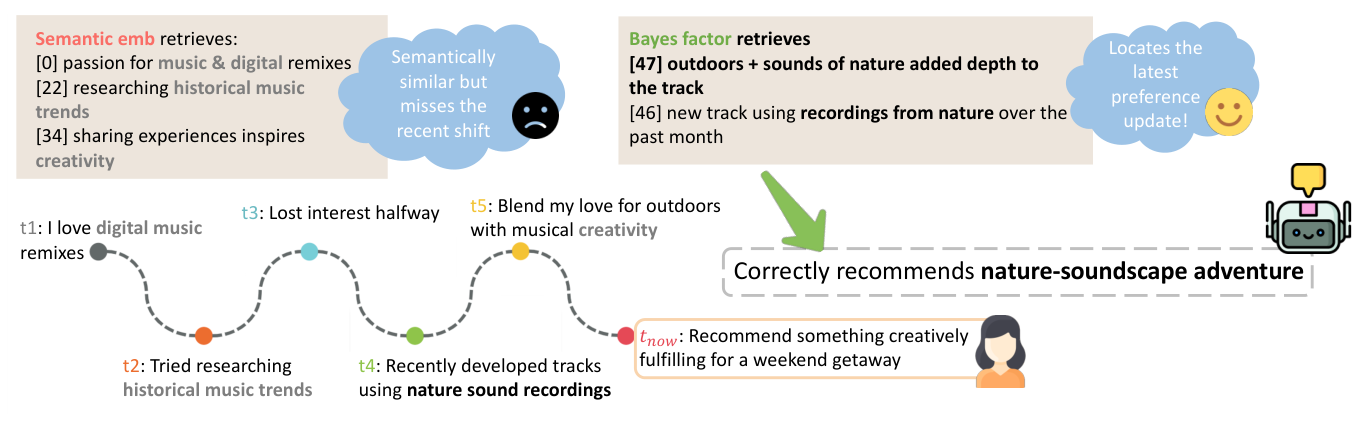 Semantic emb retrieves:
[0] passion for music & digital remixes
[22] researching historical music
trends
[34] sharing experiences inspires
creativity
Semantically
similar but
misses the
recent shift
Bayes factor retrieves
[47] outdoors + sounds of nature added depth to
the track
[46] new track using recordings from nature over the
past month
Locates the
latest
preference
update!
t1: I love digital music
remixes
t3: Lost interest halfway
t5: Blend my love for outdoors
with musical creativity
Correctly recommends nature-soundscape adventure
t2: Tried researching
historical music trends
t4: Recently developed tracks
using nature sound recordings
tnow: Recommend something creatively
fulfilling for a weekend getaway